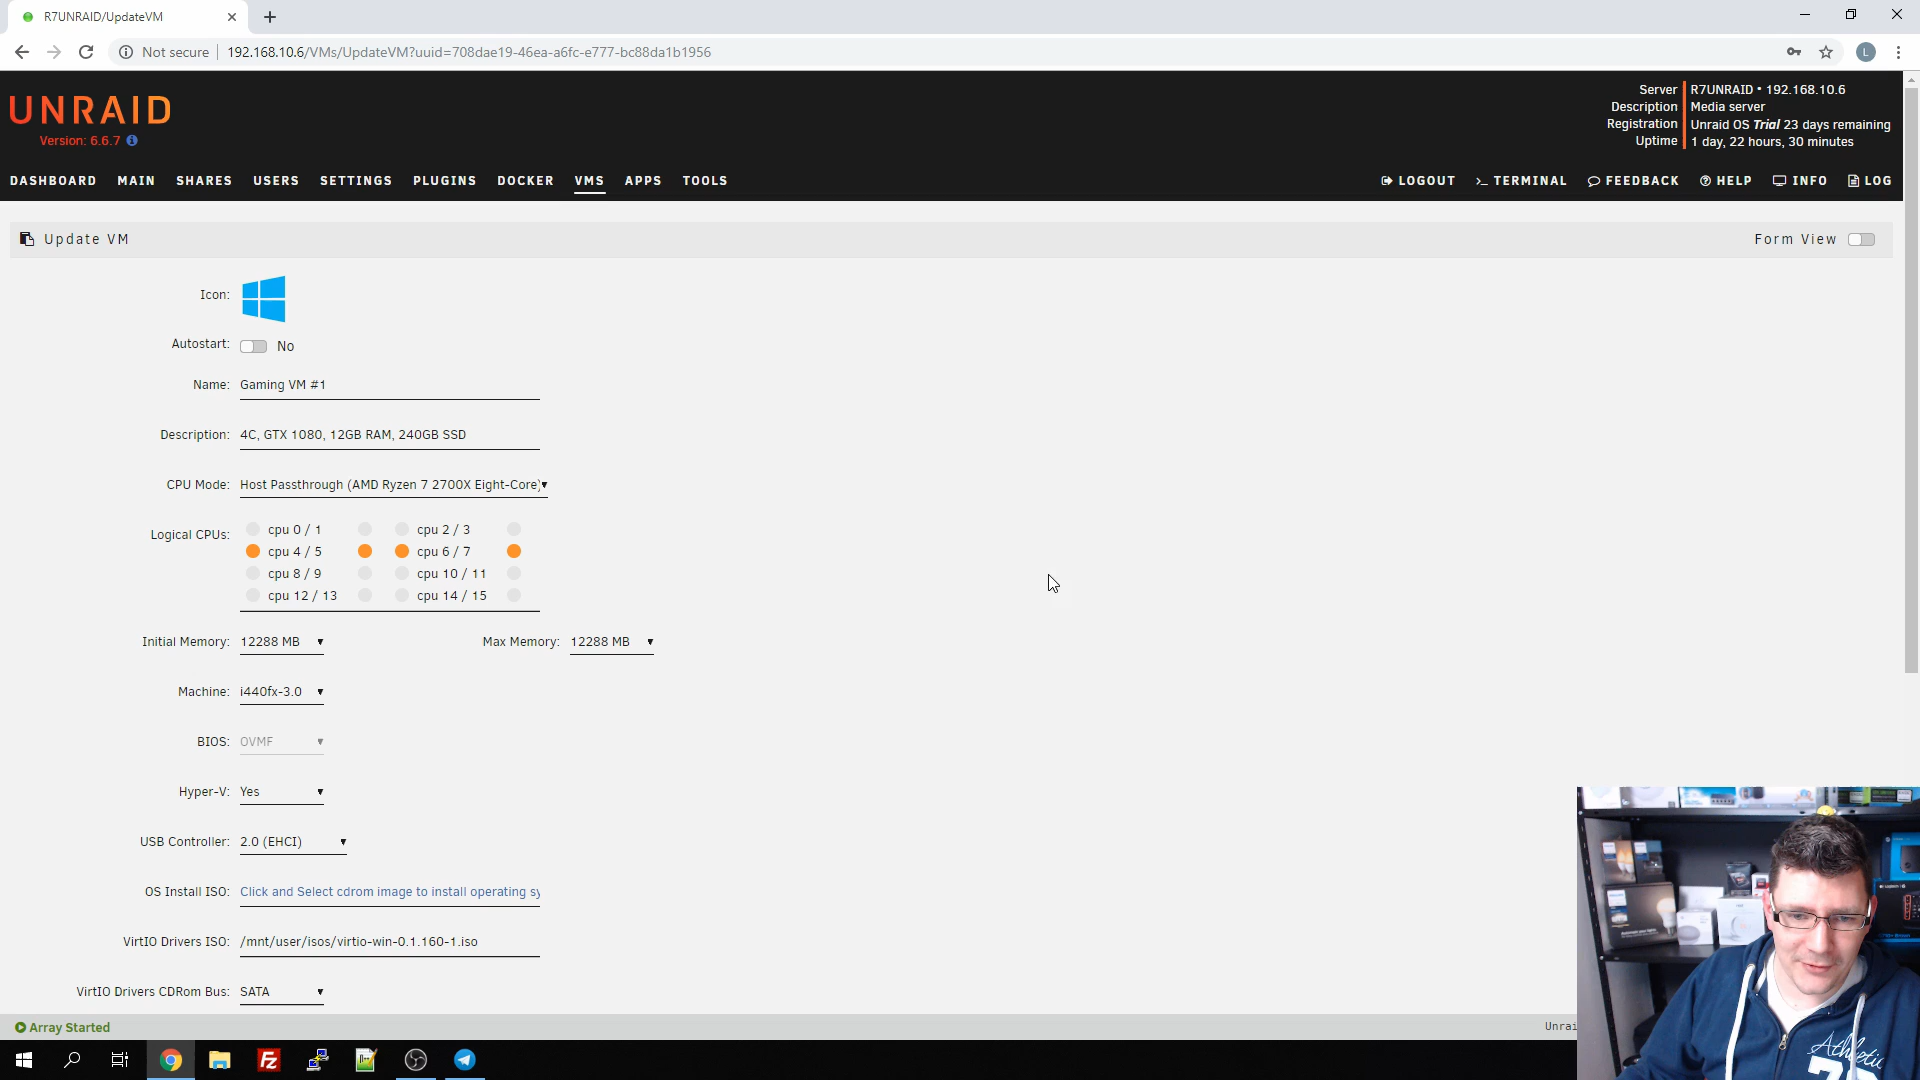 R7UNRAID/UpdateVM
Not secure
192.168.10.6/VMs/UpdateVM?uuid=708dae19-46ea-a6fc-e777-bc88da1b1956
L
UNRAID
Version: 6.6.7
Server R7UNRAID • 192.168.10.6
Description Media server
Registration Unraid OS Trial 23 days remaining
Uptime 1 day, 22 hours, 30 minutes
DASHBOARD MAIN SHARES USERS SETTINGS PLUGINS DOCKER VMS APPS TOOLS
LOGOUT TERMINAL FEEDBACK HELP INFO LOG
Update VM
Form View
Icon:
Autostart: No
Name: Gaming VM #1
Description: 4C, GTX 1080, 12GB RAM, 240GB SSD
CPU Mode: Host Passthrough (AMD Ryzen 7 2700X Eight-Core)
Logical CPUs: cpu 0 / 1 cpu 2 / 3
cpu 4 / 5 cpu 6 / 7
cpu 8 / 9 cpu 10 / 11
cpu 12 / 13 cpu 14 / 15
Initial Memory: 12288 MB Max Memory: 12288 MB
Machine: i440fx-3.0
BIOS: OVMF
Hyper-V: Yes
USB Controller: 2.0 (EHCI)
OS Install ISO: Click and Select cdrom image to install operating sy
VirtIO Drivers ISO: /mnt/user/isos/virtio-win-0.1.160-1.iso
VirtIO Drivers CDRom Bus: SATA
Array Started
Unrai
Athletic